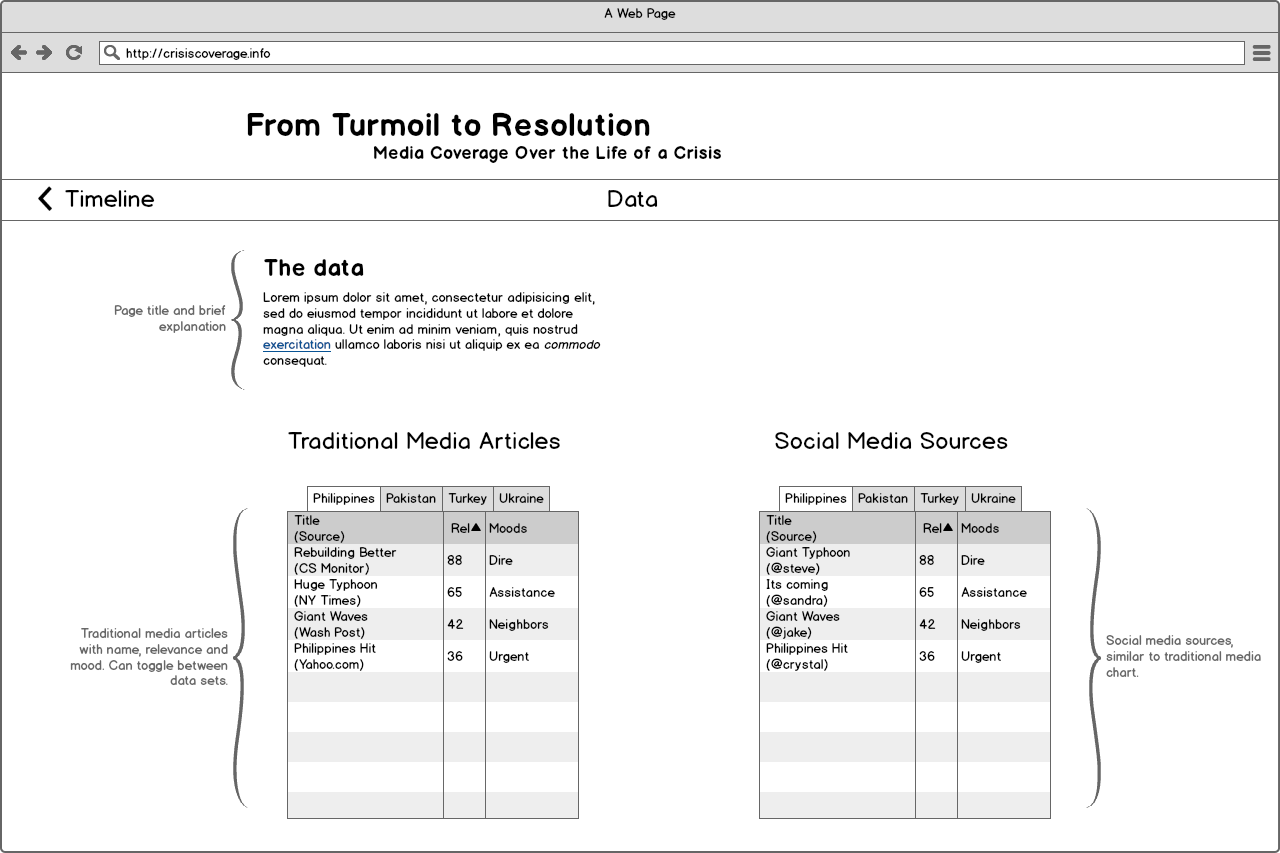 A Web Page
http://crisiscoverage.info
From Turmoil to Resolution
Media Coverage Over the Life of a Crisis
Timeline
Data
Page title and brief
explanation
The data
Lorem ipsum dolor sit amet, consectetur adipisicing elit,
sed do eiusmod tempor incididunt ut labore et dolore
magna aliqua. Ut enim ad minim veniam, quis nostrud
exercitation ullamco laboris nisi ut aliquip ex ea commodo
consequat.
Traditional Media Articles
Philippines Pakistan Turkey Ukraine
Title
(Source)
Rel Moods
Rebuilding Better
(CS Monitor)
88 Dire
Huge Typhoon
(NY Times)
65 Assistance
Giant Waves
(Wash Post)
42 Neighbors
Philippines Hit
(Yahoo.com)
36 Urgent
Traditional media articles
with name, relevance and
mood. Can toggle between
data sets.
Social Media Sources
Philippines Pakistan Turkey Ukraine
Title
(Source)
Rel Moods
Giant Typhoon
(@steve)
88 Dire
Its coming
(@sandra)
65 Assistance
Giant Waves
(@jake)
42 Neighbors
Philippines Hit
(@crystal)
36 Urgent
Social media sources,
similar to traditional media
chart.